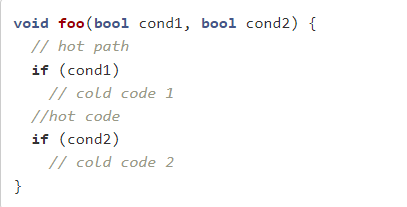 void foo(bool cond1, bool cond2) {
  // hot path
  if (cond1)
    // cold code 1
  //hot code
  if (cond2)
    // cold code 2
}